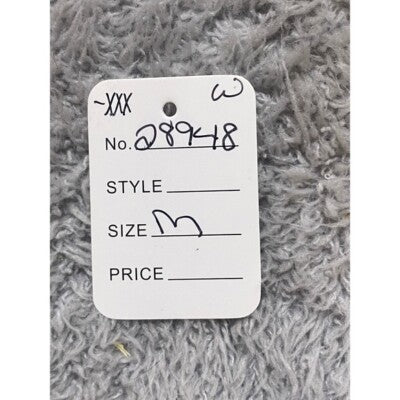 -XXX W
No. 28948
STYLE
SIZE M
PRICE